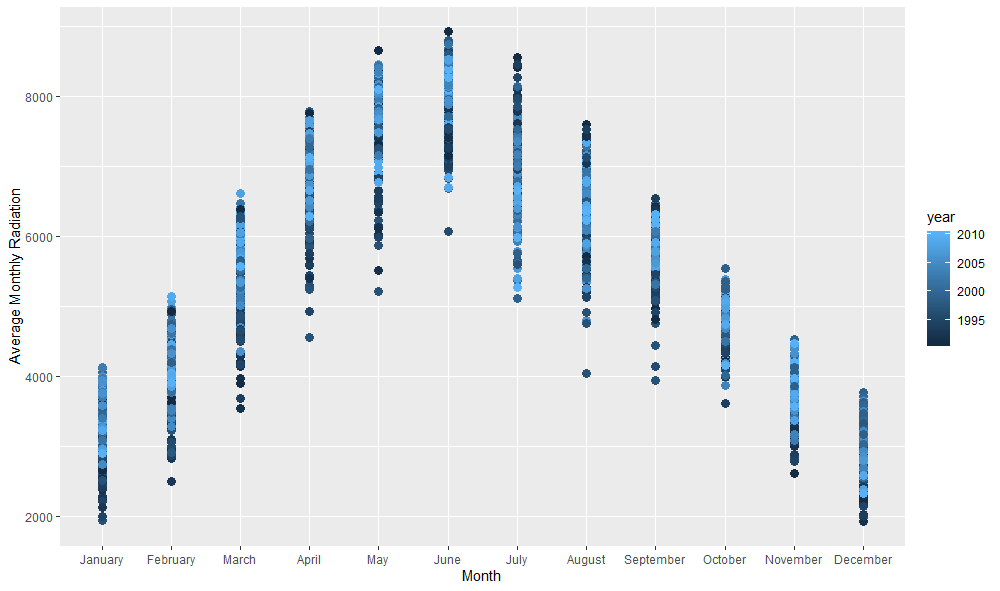 Average Monthly Radiation
8000
6000
4000
2000
January February March April May June July August September October November December
Month
year
2010
2005
2000
1995